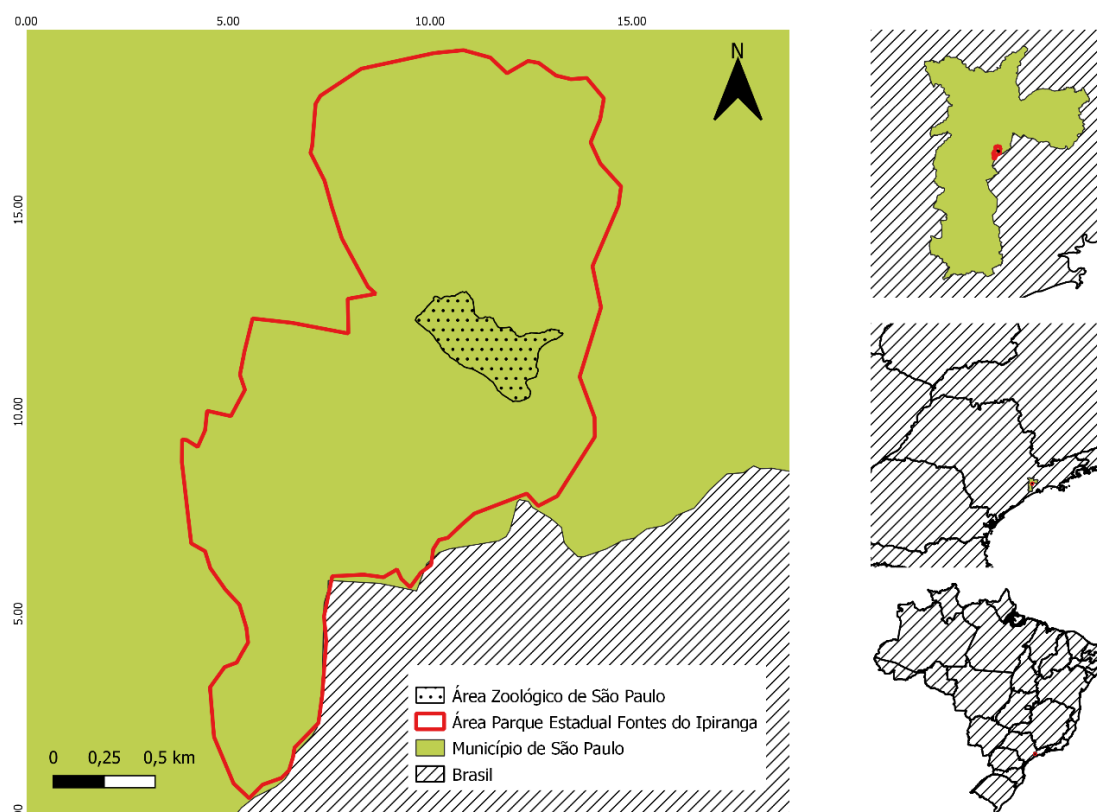 0.00 5.00 10.00 15.00
N
15.00
10.00
5.00
Área Zoológico de São Paulo
Área Parque Estadual Fontes do Ipiranga
Município de São Paulo
Brasil
0 0,25 0,5 km